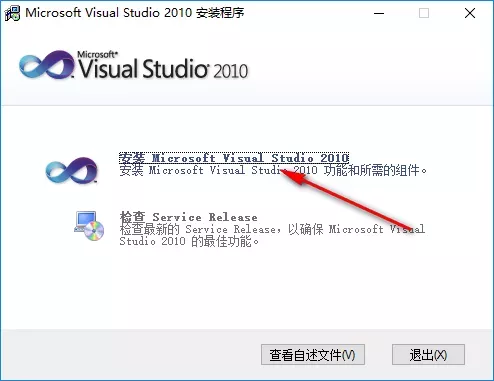 Microsoft Visual Studio 2010 安装程序
Microsoft®
Visual Studio® 2010
安装 Microsoft Visual Studio 2010
安装 Microsoft Visual Studio 2010 功能和所需的组件。
检查 Service Release
检查最新的 Service Release，以确保 Microsoft Visual
Studio 2010 的最佳功能。
查看自述文件(V)
退出(X)